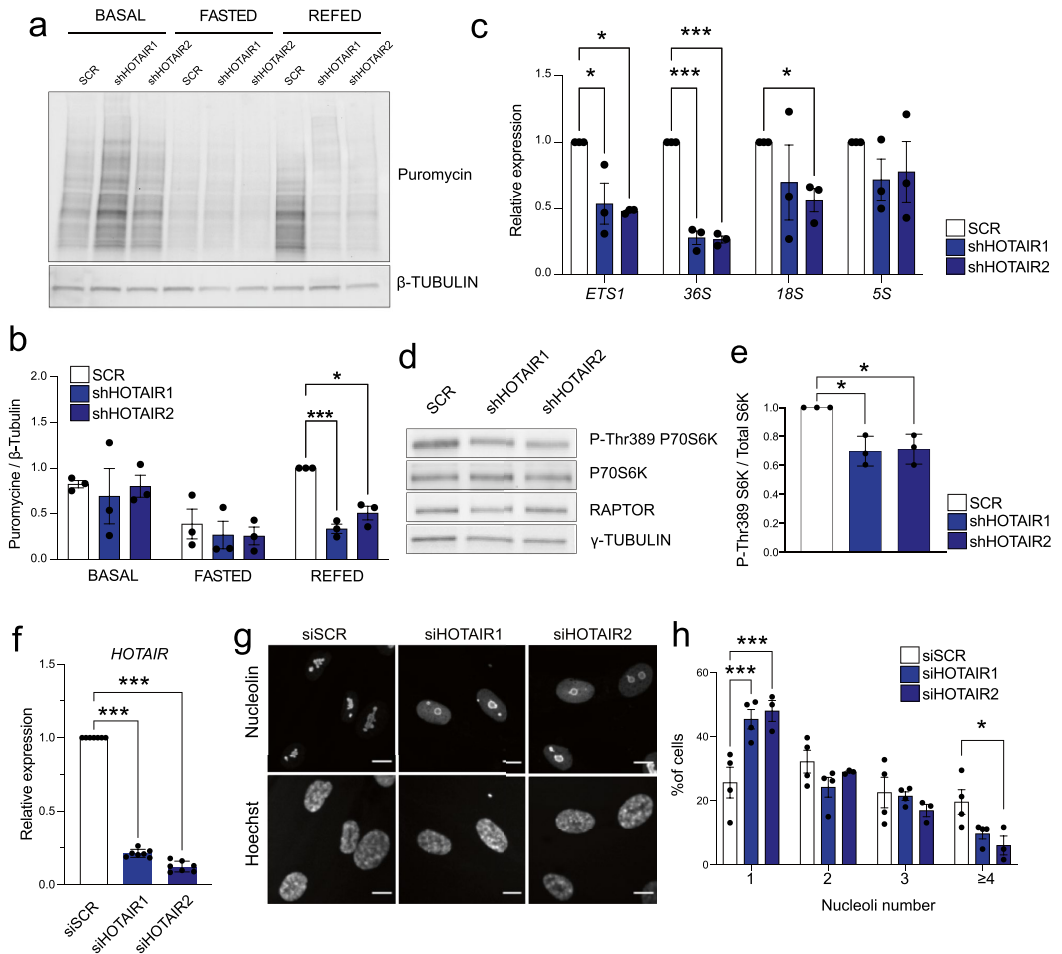 a
BASAL FASTED REFED
SCR shHOTAIR1 shHOTAIR2 SCR shHOTAIR1 shHOTAIR2 SCR shHOTAIR1 shHOTAIR2
Puromycin
β-TUBULIN
b
SCR
shHOTAIR1
shHOTAIR2
Puromycine / β-Tubulin
2.0
1.5
1.0
0.5
0.0
* 
***
BASAL FASTED REFED
c
Relative expression
1.5
1.0
0.5
0.0
* ***
* *** *
ETS1 36S 18S 5S
SCR
shHOTAIR1
shHOTAIR2
d
SCR shHOTAIR1 shHOTAIR2
P-Thr389 P70S6K
P70S6K
RAPTOR
γ-TUBULIN
e
P-Thr389 S6K / Total S6K
1.0
0.8
0.6
0.4
0.2
0.0
*
*
SCR
shHOTAIR1
shHOTAIR2
f
HOTAIR
Relative expression
1.5
1.0
0.5
0.0
***
***
siSCR siHOTAIR1 siHOTAIR2
g
siSCR siHOTAIR1 siHOTAIR2
Nucleolin
Hoechst
h
siSCR
siHOTAIR1
siHOTAIR2
%of cells
60
40
20
0
***
***
*
1 2 3 ≥4
Nucleoli number